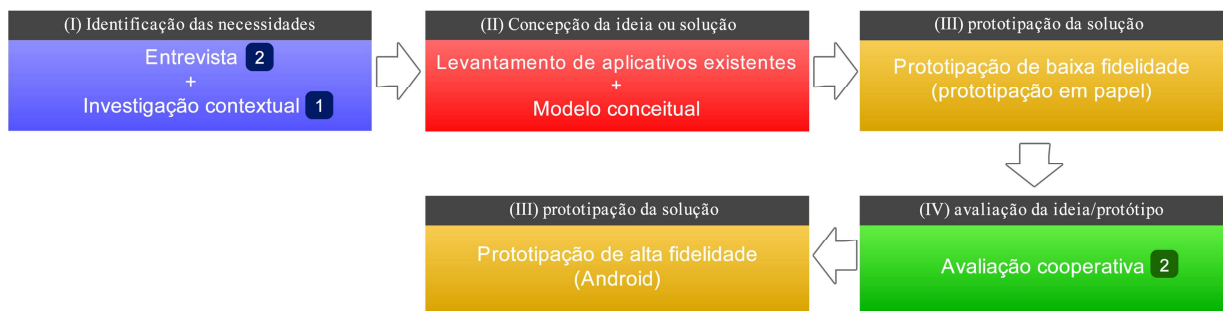 (I) Identificação das necessidades
Entrevista 2
+
Investigação contextual 1
(II) Concepção da ideia ou solução
Levantamento de aplicativos existentes
+
Modelo conceitual
(III) prototipação da solução
Prototipação de baixa fidelidade
(prototipação em papel)
(III) prototipação da solução
Prototipação de alta fidelidade
(Android)
(IV) avaliação da ideia/protótipo
Avaliação cooperativa 2